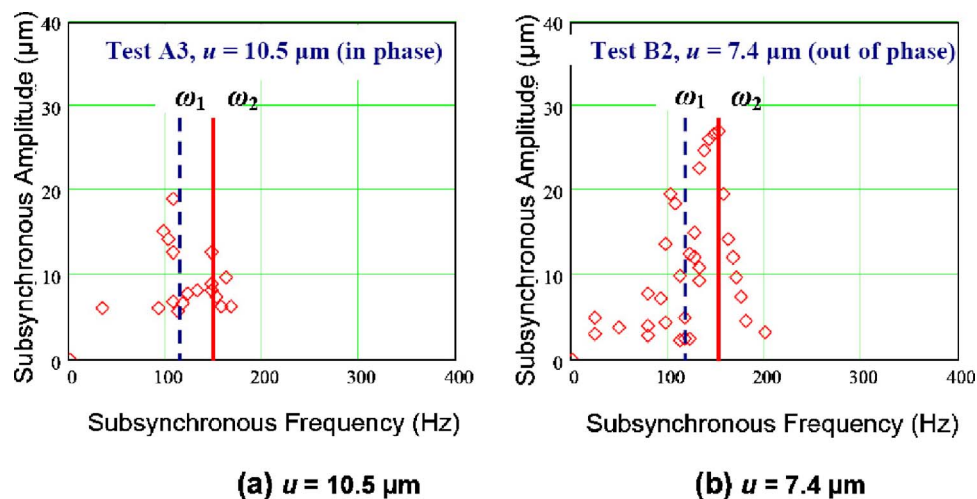 Test A3, u = 10.5 µm (in phase)
ω1 ω2
Subsynchronous Amplitude (µm)
40
30
20
10
0
0 100 200 300 400
Subsynchronous Frequency (Hz)
(a) u = 10.5 µm
Test B2, u = 7.4 µm (out of phase)
ω1 ω2
Subsynchronous Amplitude (µm)
40
30
20
10
0
0 100 200 300 400
Subsynchronous Frequency (Hz)
(b) u = 7.4 µm